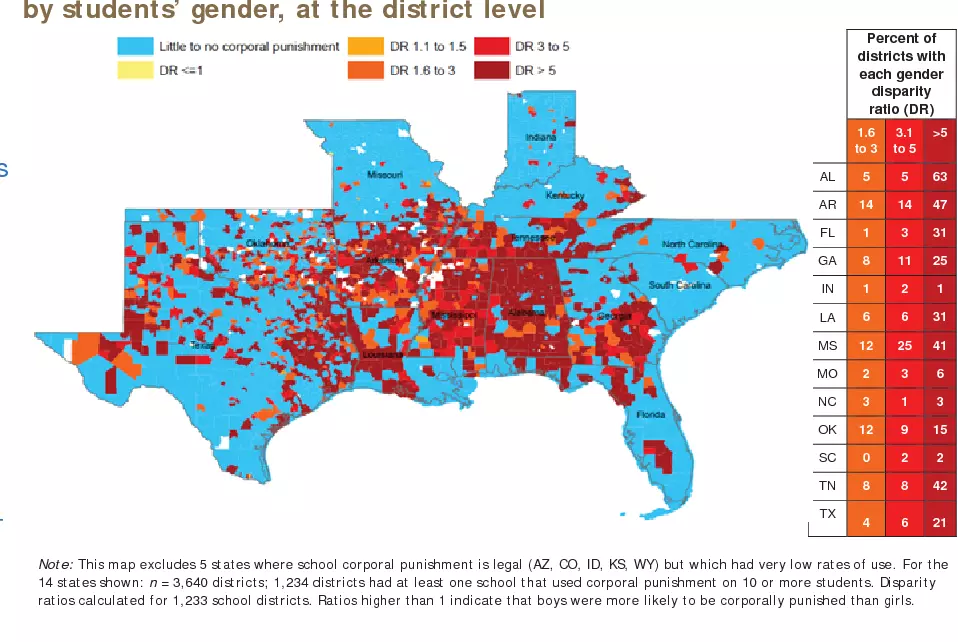 by students' gender, at the district level
Little to no corporal punishment
DR 1.1 to 1.5
DR 3 to 5
DR <=1
DR 1.6 to 3
DR > 5
Percent of
districts with
each gender
disparity
ratio (DR)
1.6 to 3
3.1 to 5
>5
AL 5 5 63
AR 14 14 47
FL 1 3 31
GA 8 11 25
IN 1 2 1
LA 6 6 31
MS 12 25 41
MO 2 3 6
NC 3 1 3
OK 12 9 15
SC 0 2 2
TN 8 8 42
TX 4 6 21
Indiana
Missouri
Kentucky
Oklahoma
Tennessee
North Carolina
Arkansas
South Carolina
Mississippi
Alabama
Georgia
Texas
Louisiana
Florida
s
Note: This map excludes 5 states where school corporal punishment is legal (AZ, CO, ID, KS, WY) but which had very low rates of use. For the
14 states shown: n = 3,640 districts; 1,234 districts had at least one school that used corporal punishment on 10 or more students. Disparity
ratios calculated for 1,233 school districts. Ratios higher than 1 indicate that boys were more likely to be corporally punished than girls.